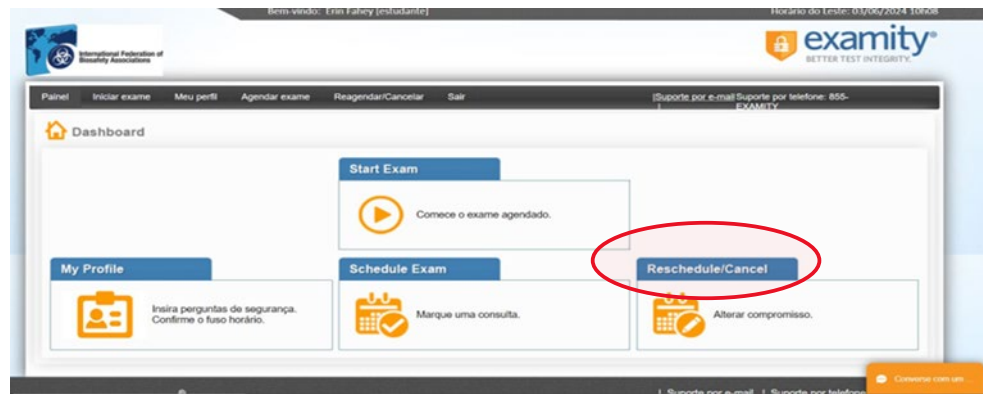 Bem-vindo: Erin Fahey (estudante)
Horário do Leste: 03/06/2024 10h08
International Federation of
Biosafety Associations
examity®
BETTER TEST INTEGRITY.
Painel Iniciar exame Meu perfil Agendar exame Reagendar/Cancelar Sair
|Suporte por e-mail Suporte por telefone: 855-
| EXAMITY
Dashboard
Start Exam
Comece o exame agendado.
My Profile
Insira perguntas de segurança.
Confirme o fuso horário.
Schedule Exam
Marque uma consulta.
Reschedule/Cancel
Alterar compromisso.
©
| Suporte por e-mail | Suporte por telefone
Converse com um ...